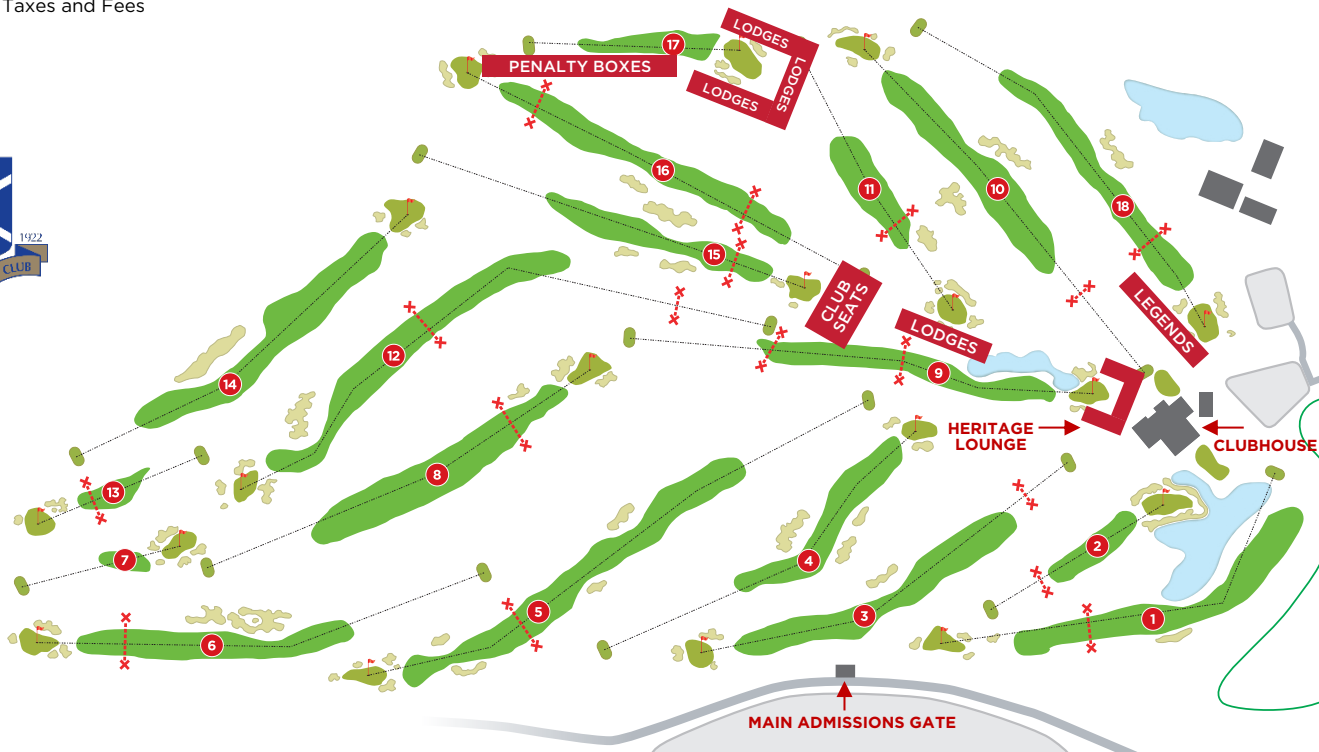 Taxes and Fees
1922
CLUB
17
LODGES
LODGES
LODGES
PENALTY BOXES
16
11
10
18
15
CLUB
SEATS
LEGENDS
LODGES
12
14
9
8
13
HERITAGE
LOUNGE
CLUBHOUSE
7
2
4
5
3
1
6
MAIN ADMISSIONS GATE